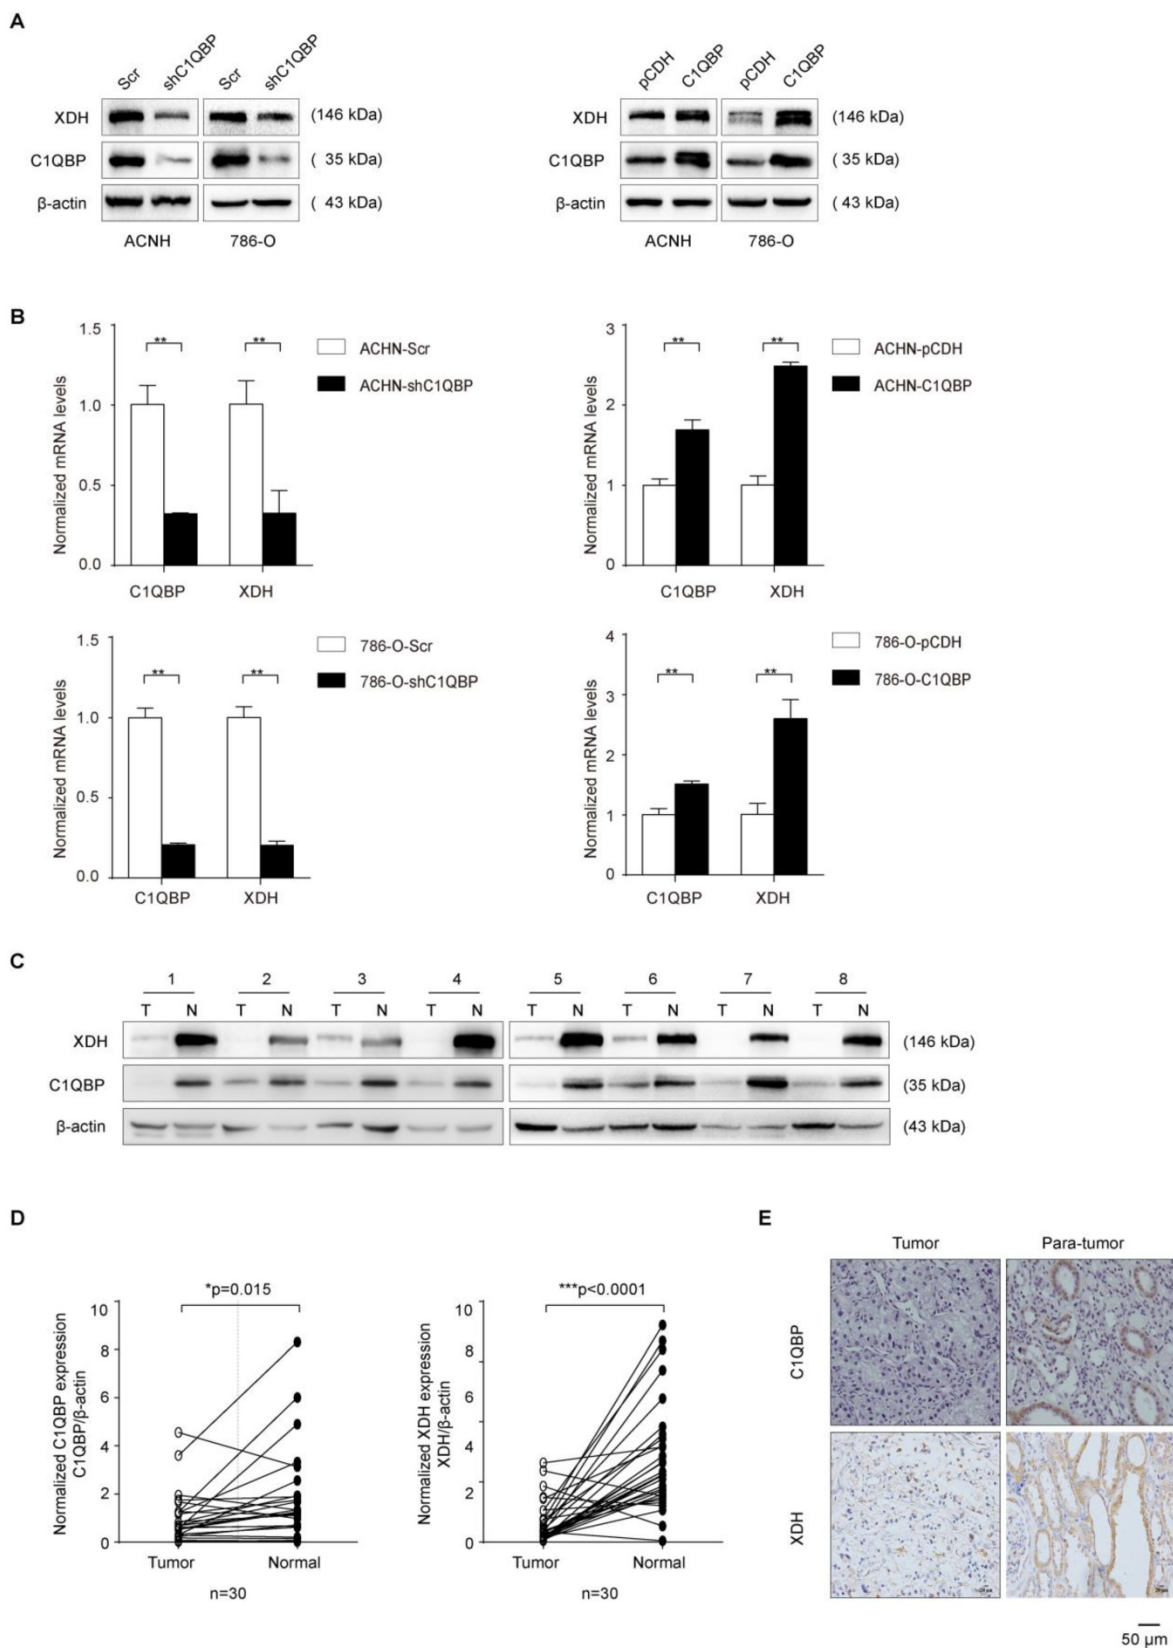 A
Scr shC1QBP Scr shC1QBP
pCDH C1QBP pCDH C1QBP
XDH (146 kDa)
C1QBP ( 35 kDa)
β-actin ( 43 kDa)
ACNH 786-O
XDH (146 kDa)
C1QBP ( 35 kDa)
β-actin ( 43 kDa)
ACNH 786-O
B
Normalized mRNA levels
1.5
1.0
0.5
0.0
** **
C1QBP XDH
ACHN-Scr
ACHN-shC1QBP
Normalized mRNA levels
3
2
1
0
** **
C1QBP XDH
ACHN-pCDH
ACHN-C1QBP
Normalized mRNA levels
1.5
1.0
0.5
0.0
** **
C1QBP XDH
786-O-Scr
786-O-shC1QBP
Normalized mRNA levels
4
3
2
1
0
** **
C1QBP XDH
786-O-pCDH
786-O-C1QBP
C
1 2 3 4 5 6 7 8
T N T N T N T N T N T N T N T N
XDH (146 kDa)
C1QBP (35 kDa)
β-actin (43 kDa)
D
*p=0.015
Normalized C1QBP expression
C1QBP/β-actin
10
8
6
4
2
0
Tumor Normal
n=30
***p<0.0001
Normalized XDH expression
XDH/β-actin
10
8
6
4
2
0
Tumor Normal
n=30
E
Tumor Para-tumor
C1QBP
XDH
50 μm